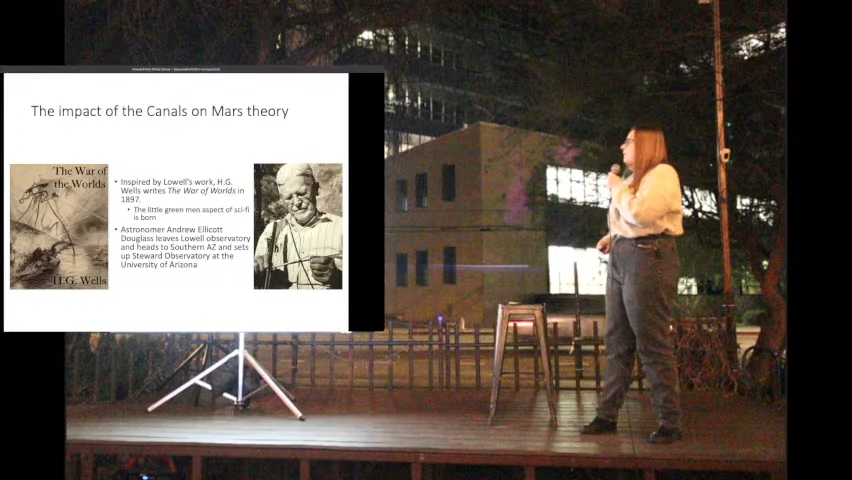 The impact of the Canals on Mars theory
The War of
the Worlds
H.G. Wells
• Inspired by Lowell's work, H.G.
Wells writes The War of Worlds in
1897.
• The little green men aspect of sci-fi
is born
• Astronomer Andrew Ellicott
Douglass leaves Lowell observatory
and heads to Southern AZ and sets
up Steward Observatory at the
University of Arizona